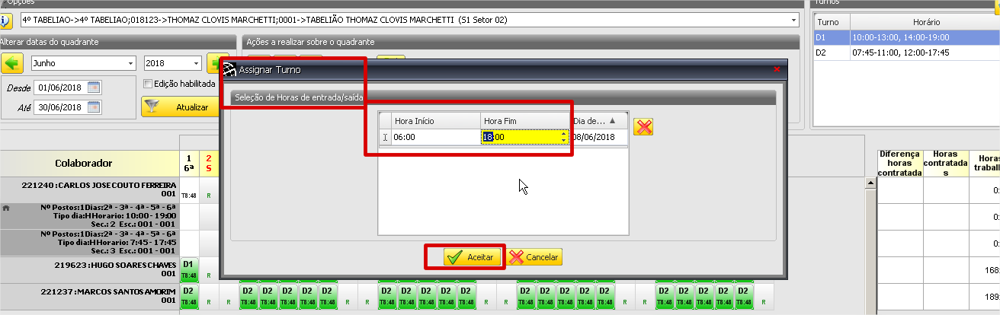 Opções
Turnos
4º TABELIAO->4º TABELIAO;018123->THOMAZ CLOVIS MARCHETTI;0001->TABELIÃO THOMAZ CLOVIS MARCHETTI (S1 Setor 02)
Turno Horário
D1 10:00-13:00, 14:00-19:00
D2 07:45-11:00, 12:00-17:45
Alterar datas do quadrante
Ações a realizar sobre o quadrante
Junho 2018
Desde 01/06/2018
Até 30/06/2018
Edição habilitada
Atualizar
Assignar Turno
Seleção de Horas de entrada/saída
Hora Início Hora Fim Dia de...
06:00 18:00 08/06/2018
Aceitar Cancelar
Colaborador
1 2
6ª S
Diferença horas contratada
Horas contratada s
Horas
221240:CARLOS JOSE COUTO FERREIRA
001 T8:48 R
0:
Nº Postos:1Dias:2ª - 3ª - 4ª - 5ª - 6ª
Tipo dia:HHorario: 10:00 - 19:00
Sec.: 2 Esc.: 001 - 001
0:
Nº Postos:1Dias:2ª - 3ª - 4ª - 5ª - 6ª
Tipo dia:HHorario: 7:45 - 17:45
Sec.: 3 Esc.: 001 - 001
0:
219623:HUGO SOARES CHAVES D1
001 T8:48
168:
221237:MARCOS SANTOS AMORIM D2 D2 D2 D2 D2 D2 D2 D2 D2 D2 D2 D2 D2 D2 D2 D2 D2 D2 D2 D2 D2
001 T8:48 R R T8:48 T8:48 T8:48 T8:48 T8:48 R R T8:48 T8:48 T8:48 T8:48 T8:48 R R T8:48 T8:48 T8:48 T8:48 T8:48 R R T8:48 T8:48 T8:48 T8:48 T8:48 R
189: